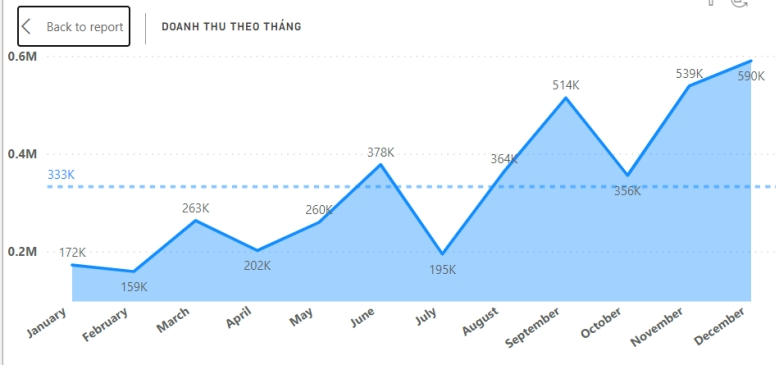 Back to report
DOANH THU THEO THÁNG
0.6M
0.4M
0.2M
333K
172K
159K
263K
202K
260K
378K
195K
364K
514K
356K
539K
590K
January
February
March
April
May
June
July
August
September
October
November
December